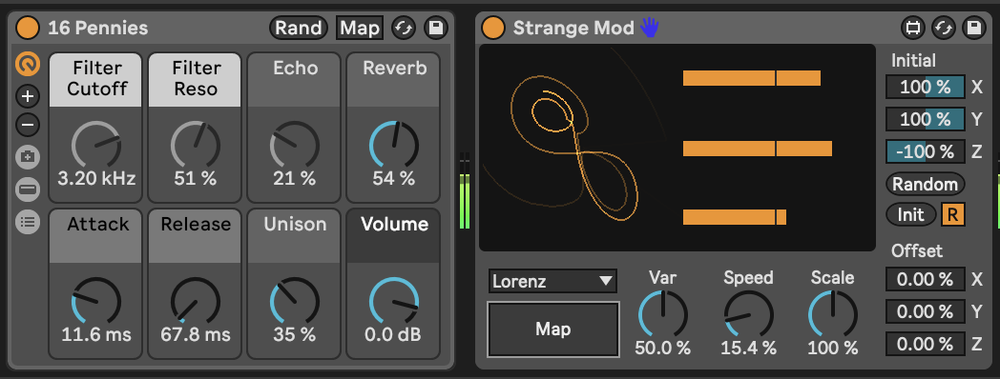 16 Pennies
Rand
Map
Filter
Cutoff
3.20 kHz
Filter
Reso
51 %
Echo
21 %
Reverb
54 %
Attack
11.6 ms
Release
67.8 ms
Unison
35 %
Volume
0.0 dB
Strange Mod
Lorenz
Map
Var
50.0 %
Speed
15.4 %
Scale
100 %
Initial
100 % X
100 % Y
-100 % Z
Random
Init R
Offset
0.00 % X
0.00 % Y
0.00 % Z